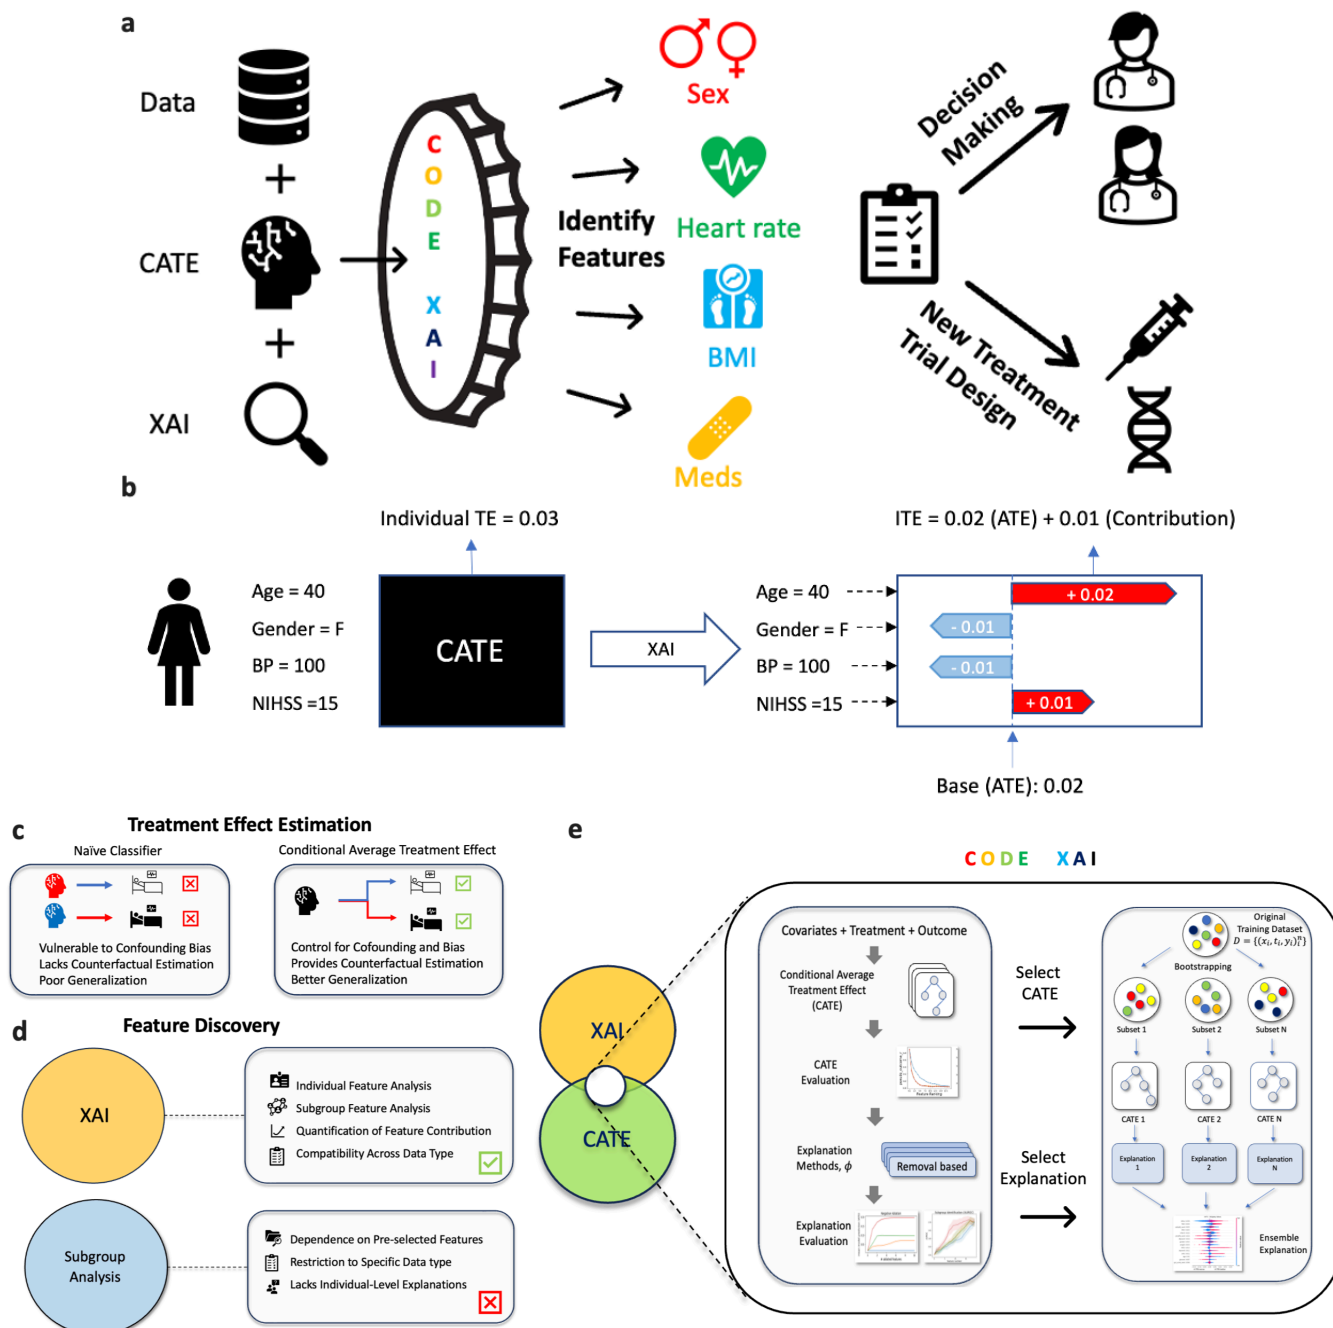 a
Data
CATE
XAI
C
O
D
E
X
A
I
Identify
Features
Sex
Heart rate
BMI
Meds
Decision
Making
New Treatment
Trial Design
b
Individual TE = 0.03
Age = 40
Gender = F
BP = 100
NIHSS =15
CATE
XAI
ITE = 0.02 (ATE) + 0.01 (Contribution)
Age = 40
Gender = F
BP = 100
NIHSS =15
+ 0.02
- 0.01
- 0.01
+ 0.01
Base (ATE): 0.02
c
Treatment Effect Estimation
Naïve Classifier
Vulnerable to Confounding Bias
Lacks Counterfactual Estimation
Poor Generalization
Conditional Average Treatment Effect
Control for Cofounding and Bias
Provides Counterfactual Estimation
Better Generalization
d
Feature Discovery
XAI
Individual Feature Analysis
Subgroup Feature Analysis
Quantification of Feature Contribution
Compatibility Across Data Type
Subgroup
Analysis
Dependence on Pre-selected Features
Restriction to Specific Data type
Lacks Individual-Level Explanations
e
XAI
CATE
CODE XAI
Covariates + Treatment + Outcome
Conditional Average
Treatment Effect
(CATE)
CATE
Evaluation
Feature Ranking
Explanation
Methods, ϕ
Removal based
Explanation
Evaluation
Select
CATE
Select
Explanation
Original
Training Dataset
D = {(xᵢ, tᵢ, yᵢ)ᵢⁿ}
Bootstrapping
Subset 1
Subset 2
Subset N
CATE 1
CATE 2
CATE N
Explanation
1
Explanation
2
Explanation
N
Ensemble
Explanation